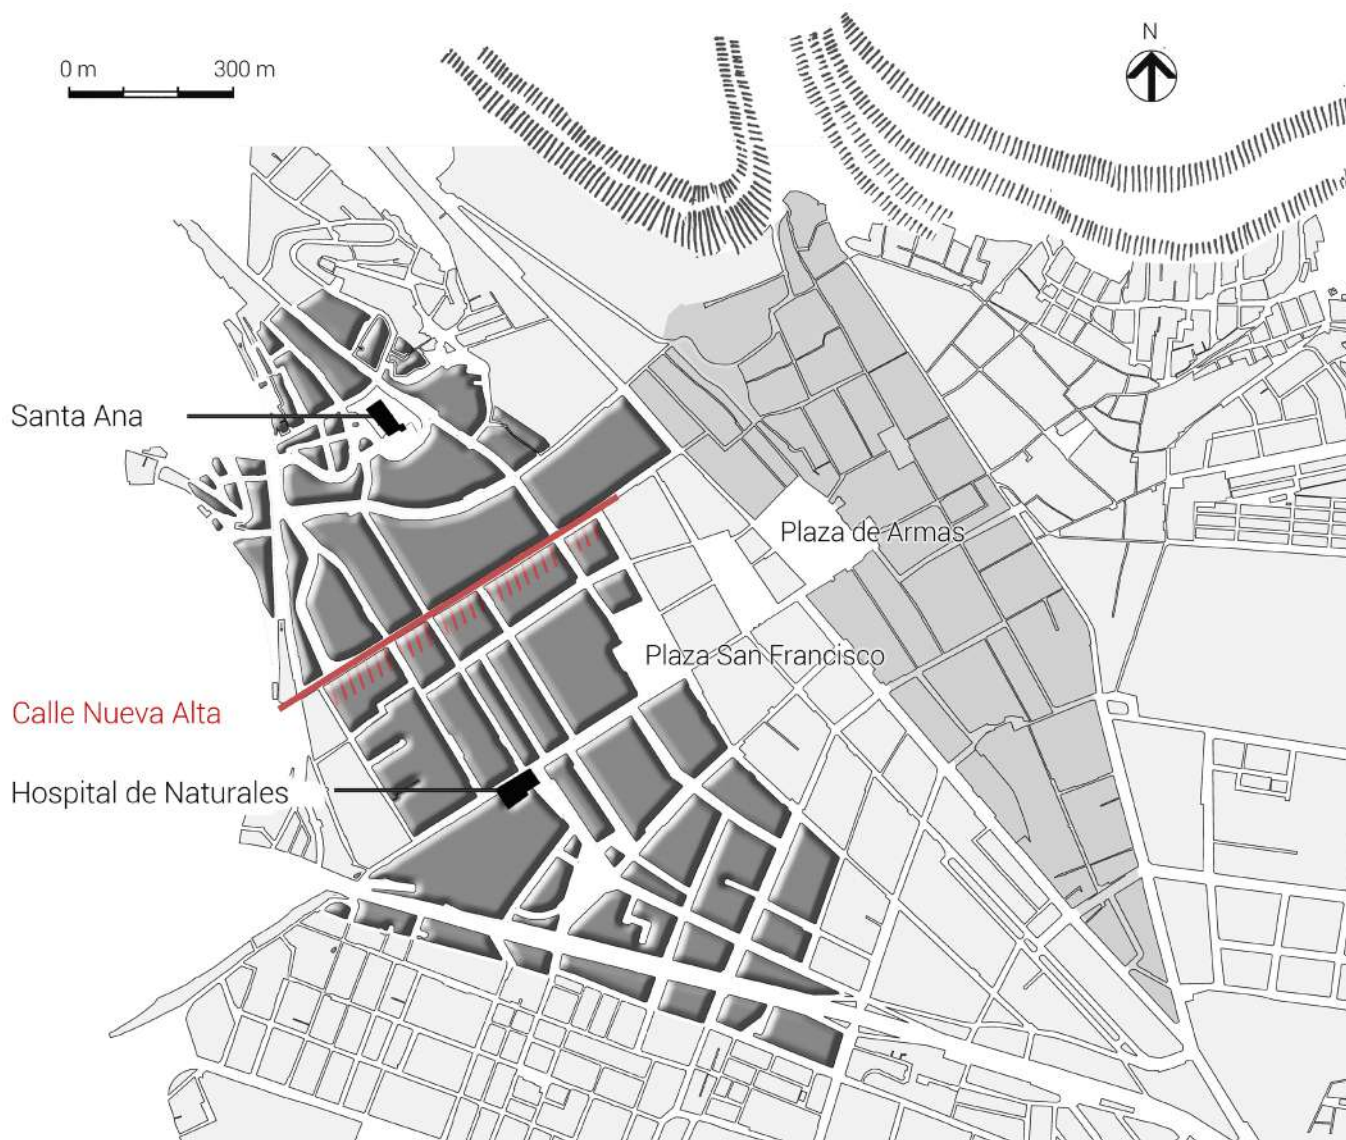 N
0 m 300 m
Santa Ana
Plaza de Armas
Plaza San Francisco
Calle Nueva Alta
Hospital de Naturales